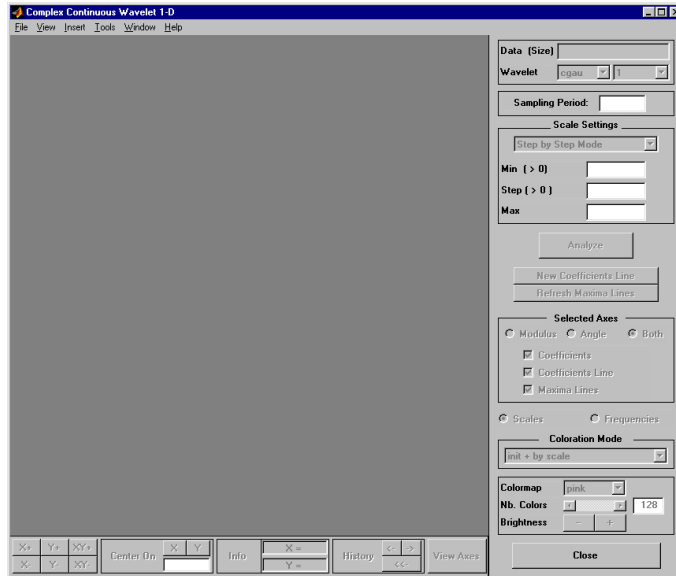 Complex Continuous Wavelet 1-D
File View Insert Tools Window Help
Data (Size)
Wavelet cgau 1
Sampling Period:
Scale Settings
Step by Step Mode
Min ( > 0)
Step ( > 0 )
Max
Analyze
New Coefficients Line
Refresh Maxima Lines
Selected Axes
Modulus Angle Both
Coefficients
Coefficients Line
Maxima Lines
Scales Frequencies
Coloration Mode
init + by scale
Colormap pink
Nb. Colors 128
Brightness - +
Close
X+ Y+ XY+
X- Y- XY-
Center On X Y
Info X =
Y =
History <- ->
<<-
View Axes